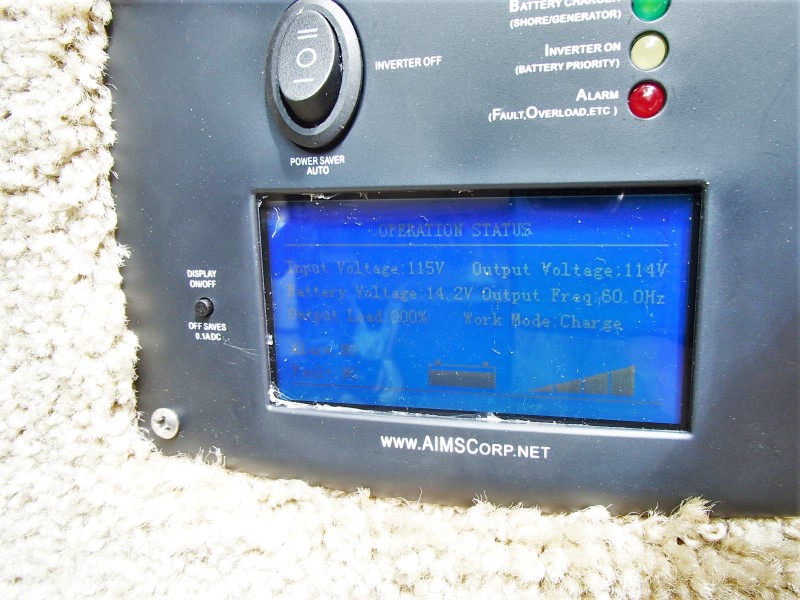 BATTERY CHARGER
(SHORE/GENERATOR)
INVERTER ON
(BATTERY PRIORITY)
ALARM
(FAULT,OVERLOAD,ETC )
I O II
INVERTER OFF
POWER SAVER
AUTO
DISPLAY
ON/OFF
OFF SAVES
0.1ADC
OPERATION STATUS
Input Voltage:115V Output Voltage:114V
Battery Voltage:14.2V Output Freq:60.0Hz
Output Load:000% Work Mode:Charge
WWW.AIMSCORP.NET